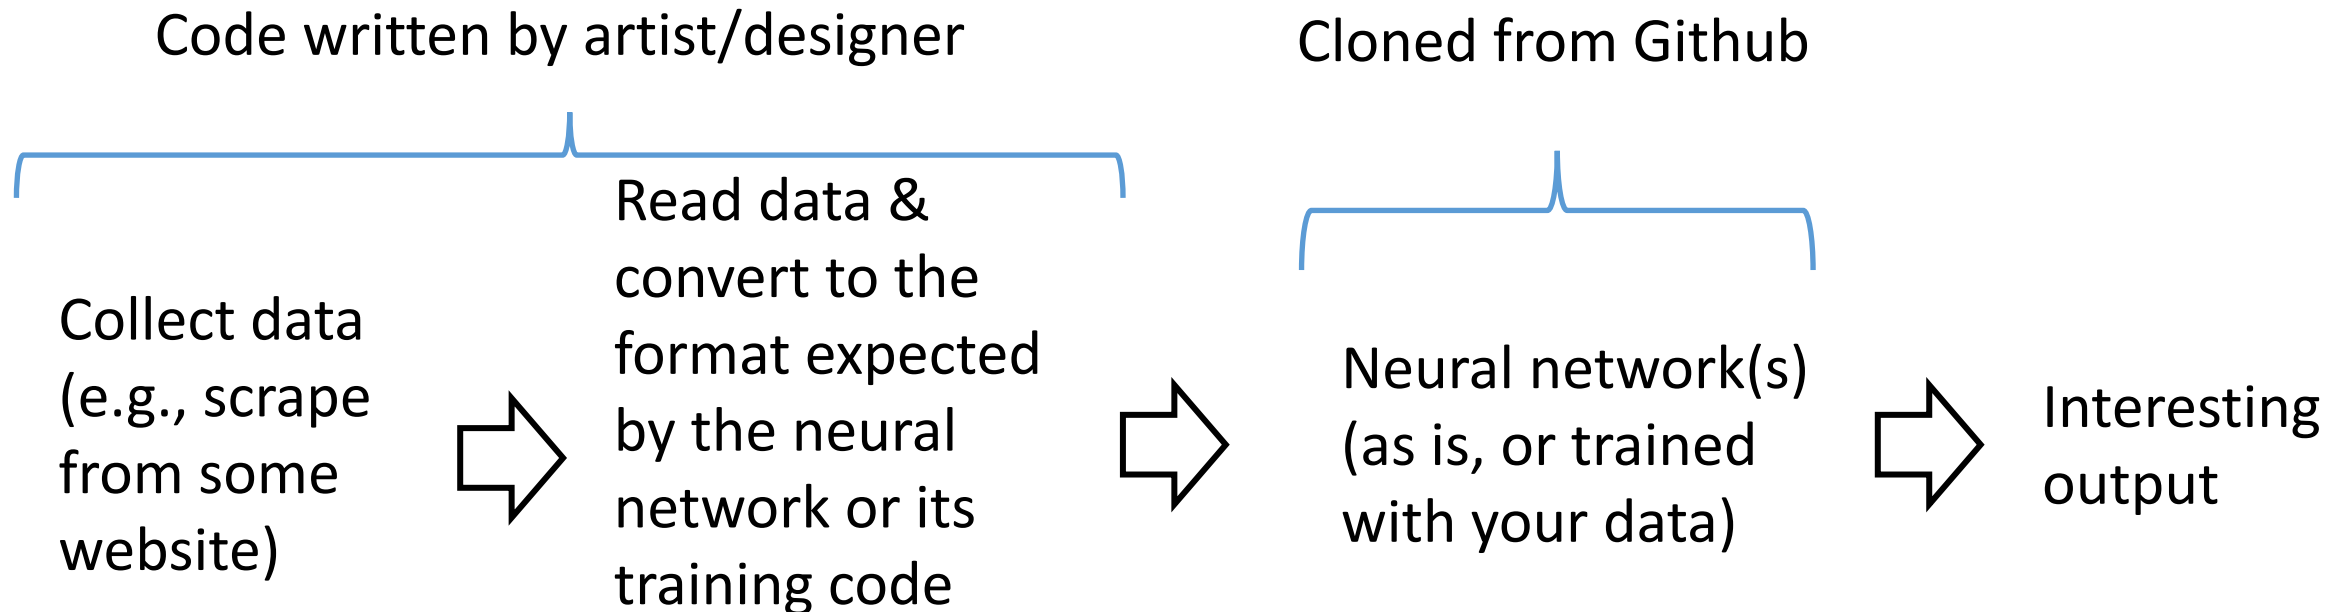 Code written by artist/designer
Cloned from Github
Collect data
(e.g., scrape
from some
website)
Read data &
convert to the
format expected
by the neural
network or its
training code
Neural network(s)
(as is, or trained
with your data)
Interesting
output